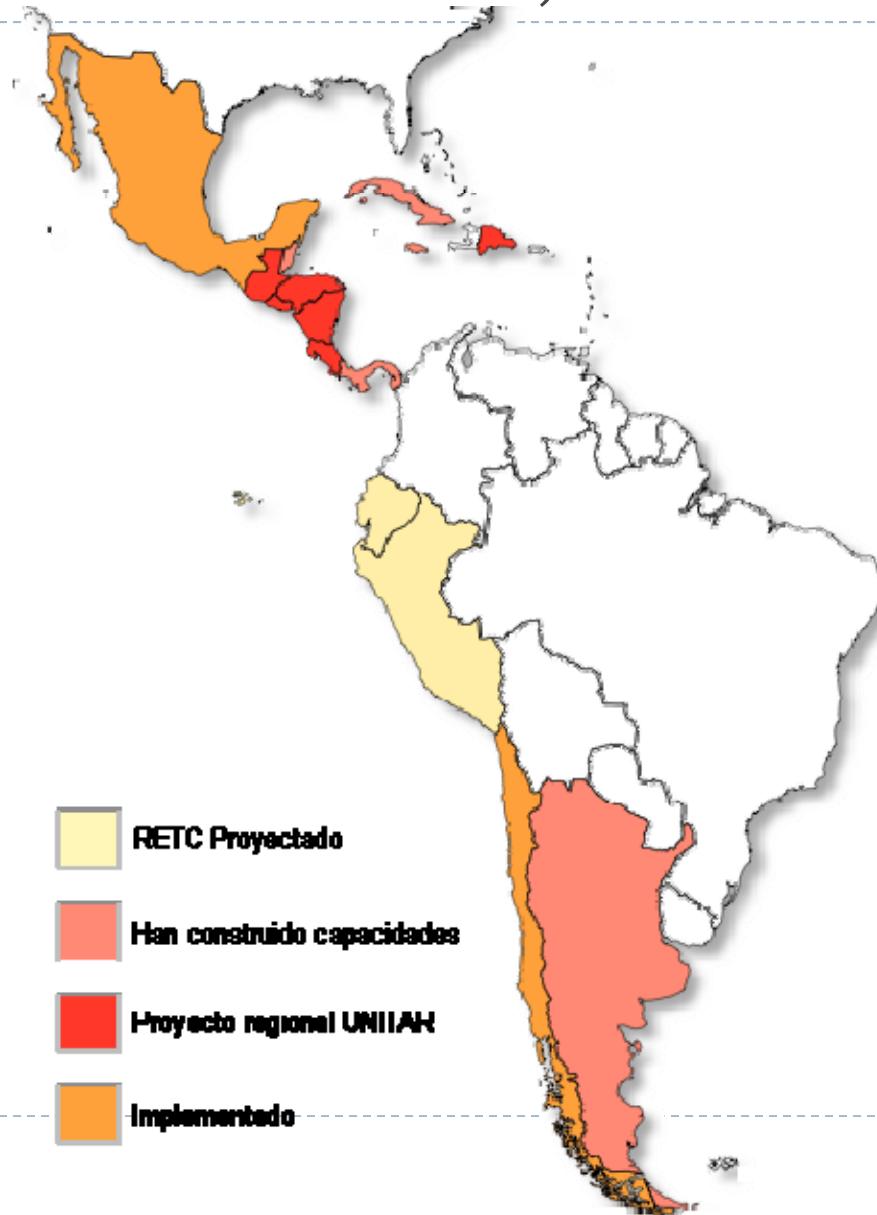 RETC Proyectado
Han construido capacidades
Proyecto regional UNITAR
Implementado